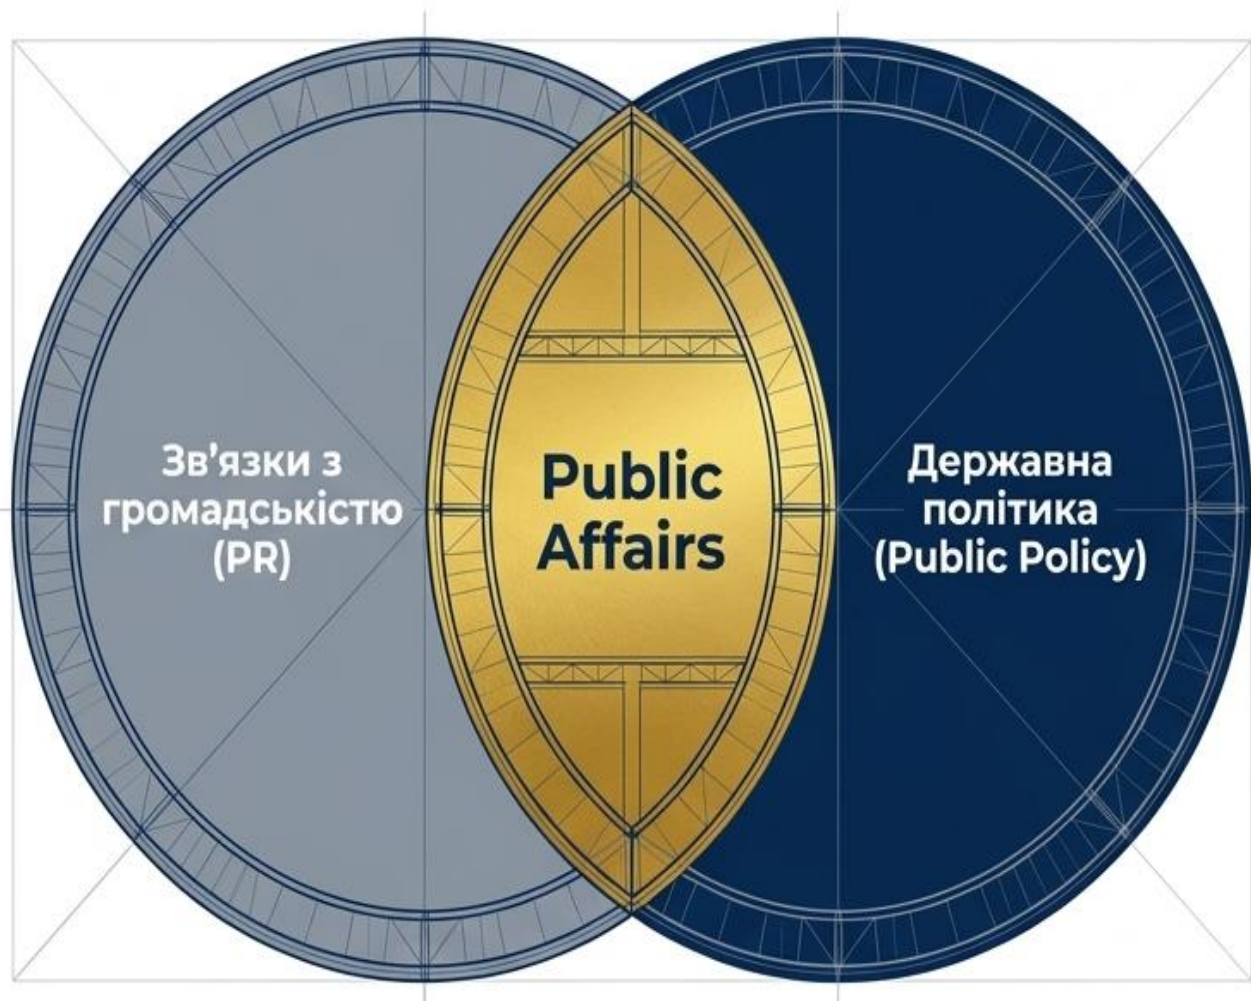 Зв’язки з
громадськістю
(PR)
Public
Affairs
Державна
політика
(Public Policy)